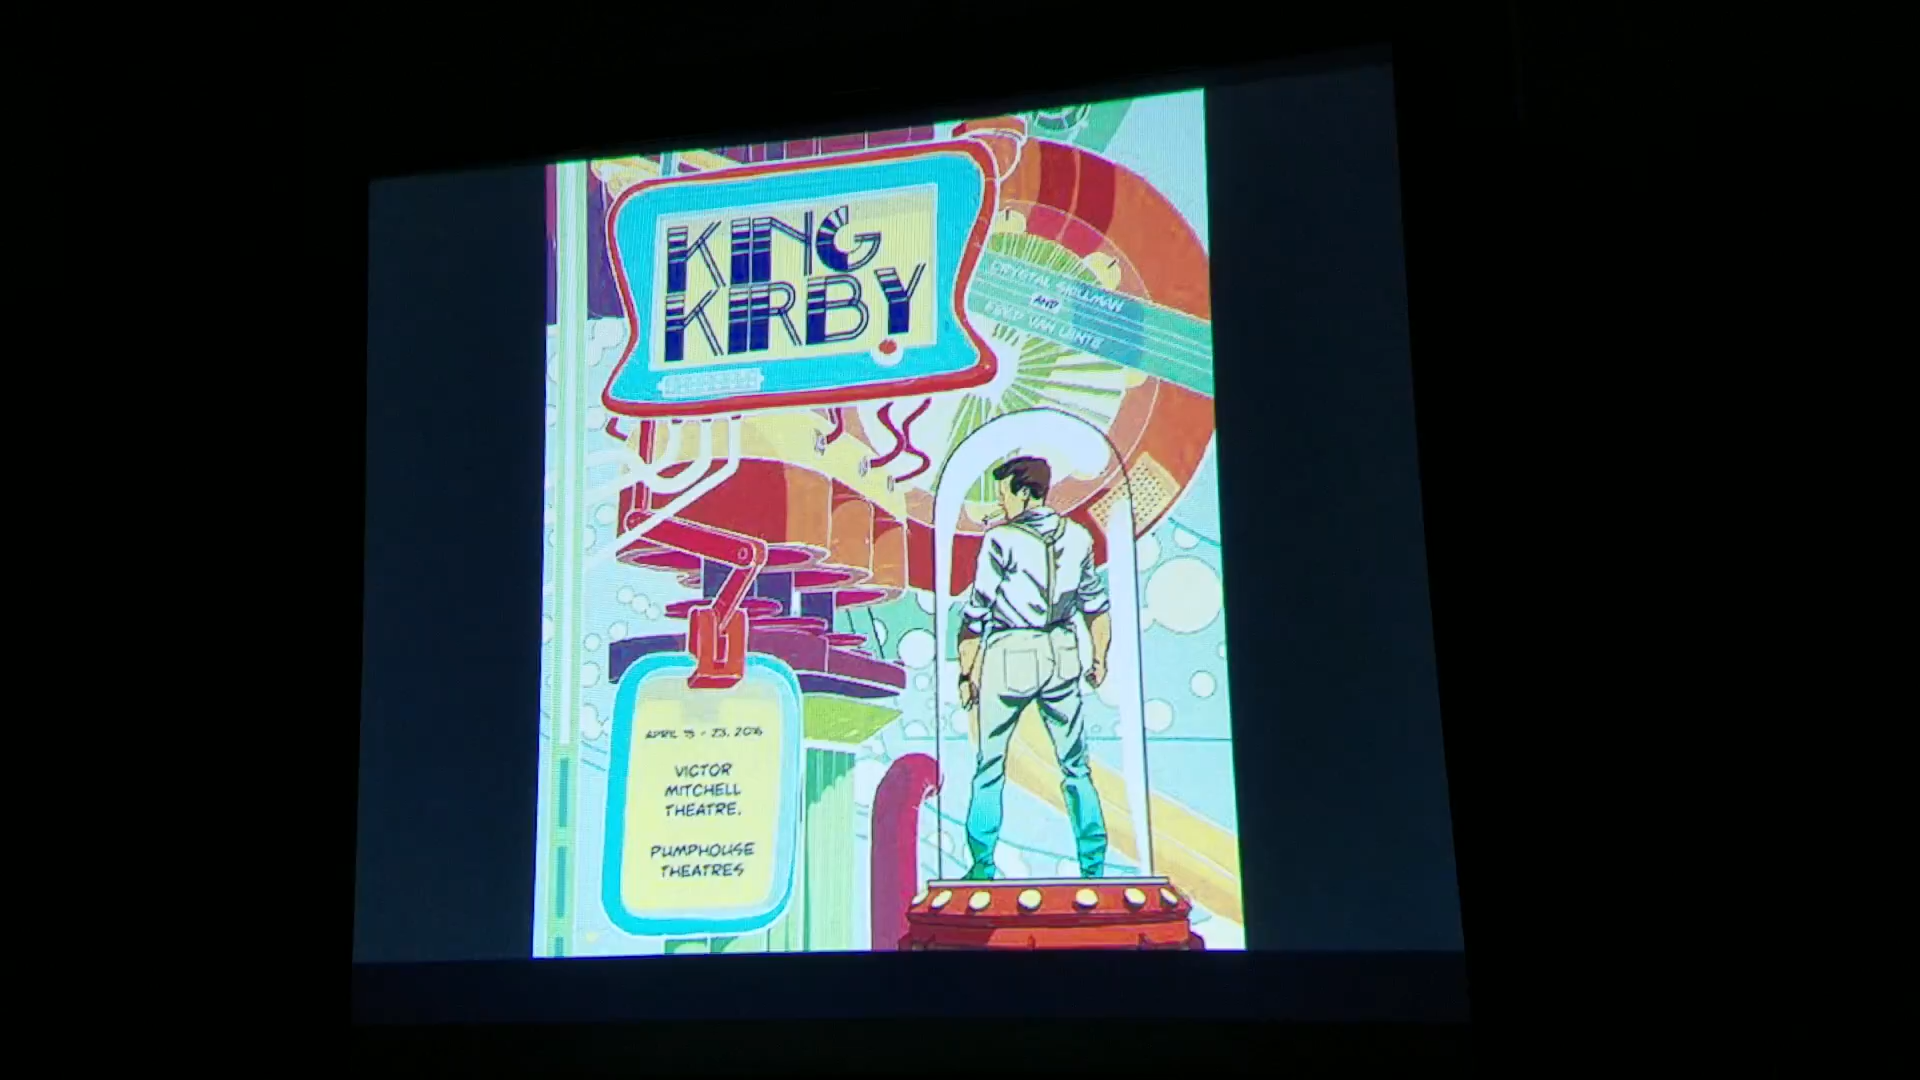 KING
KIRBY
CRYSTAL SKILLMAN
AND
FRED VAN LENTE
APRIL 15 - 23, 2016
VICTOR
MITCHELL
THEATRE,
PUMPHOUSE
THEATRES